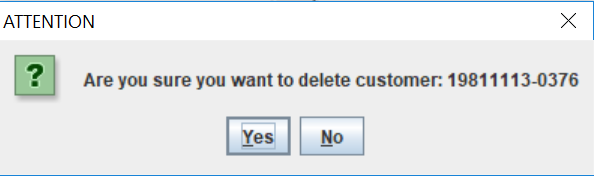 ATTENTION
? Are you sure you want to delete customer: 19811113-0376
Yes No